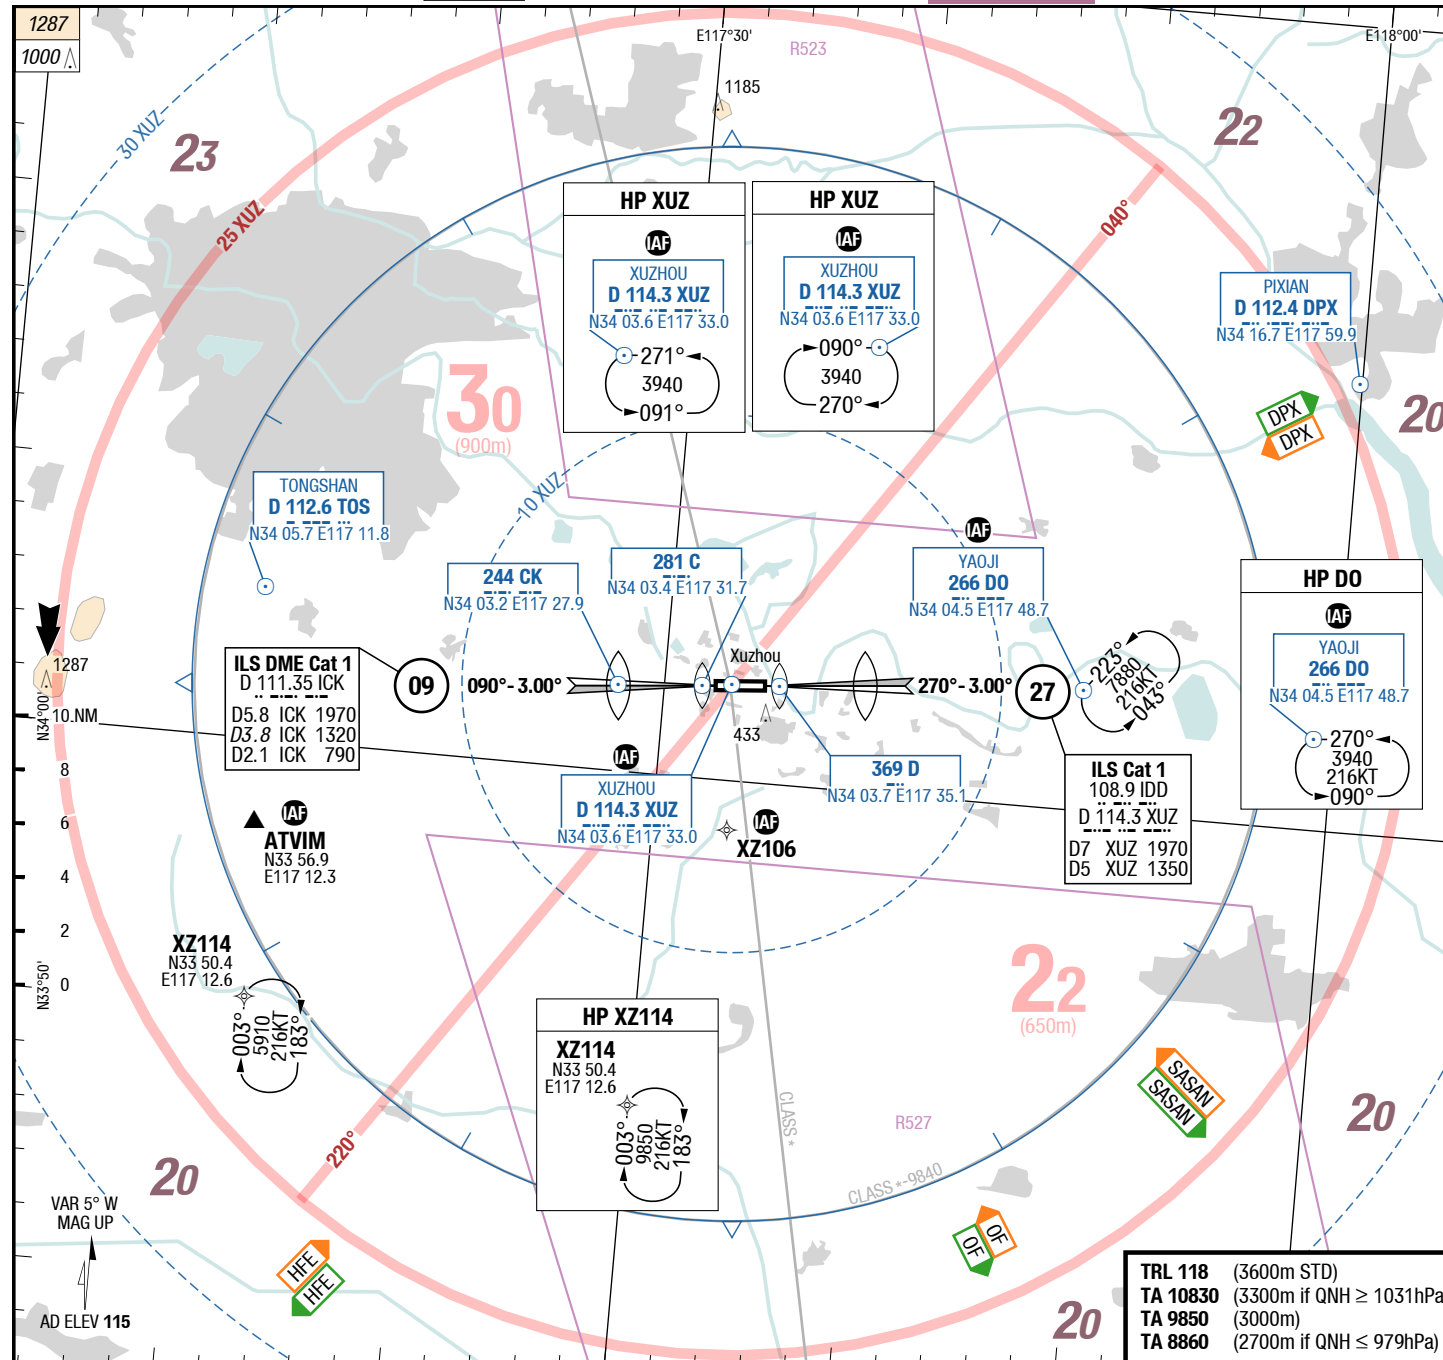 1287
1000
E117°30'
R523
E118°00'
1185
30 XUZ
23
22
25 XUZ
040°
HP XUZ
IAF
XUZHOU
D 114.3 XUZ
N34 03.6 E117 33.0
271°
3940
091°
HP XUZ
IAF
XUZHOU
D 114.3 XUZ
N34 03.6 E117 33.0
090°
3940
270°
PIXIAN
D 112.4 DPX
N34 16.7 E117 59.9
DPX
DPX
20
30
(900m)
10 XUZ
TONGSHAN
D 112.6 TOS
N34 05.7 E117 11.8
244 CK
N34 03.2 E117 27.9
281 C
N34 03.4 E117 31.7
IAF
YAOJI
266 DO
N34 04.5 E117 48.7
HP DO
IAF
YAOJI
266 DO
N34 04.5 E117 48.7
270°
3940
216KT
090°
1287
N34°00'
10 NM
8
6
4
2
0
N33°50'
ILS DME Cat 1
D 111.35 ICK
D5.8 ICK 1970
D3.8 ICK 1320
D2.1 ICK 790
09
090°- 3.00°
Xuzhou
433
270°- 3.00°
27
223°
7880
216KT
043°
IAF
XUZHOU
D 114.3 XUZ
N34 03.6 E117 33.0
369 D
N34 03.7 E117 35.1
ILS Cat 1
108.9 IDD
D 114.3 XUZ
D7 XUZ 1970
D5 XUZ 1350
IAF
ATVIM
N33 56.9
E117 12.3
IAF
XZ106
XZ114
N33 50.4
E117 12.6
003°
5910
216KT
183°
HP XZ114
XZ114
N33 50.4
E117 12.6
003°
9850
216KT
183°
22
(650m)
CLASS *
R527
CLASS *-9840
SASAN
SASAN
20
220°
20
VAR 5° W
MAG UP
AD ELEV 115
HFE
HFE
OF
OF
20
TRL 118 (3600m STD)
TA 10830 (3300m if QNH ≥ 1031hPa
TA 9850 (3000m)
TA 8860 (2700m if QNH ≤ 979hPa)